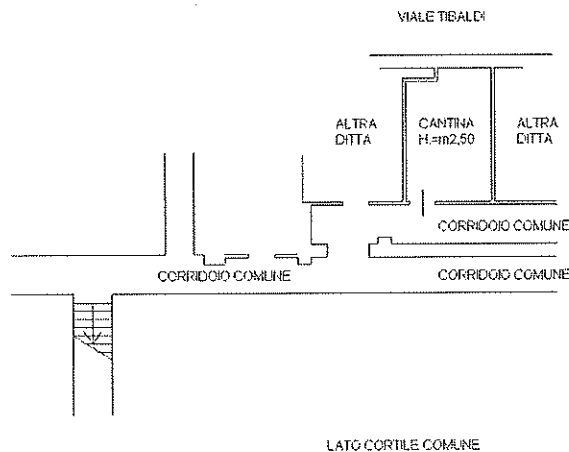 VIALE TIBALDI
ALTRA
DITTA
CANTINA
H.=m2,50
ALTRA
DITTA
CORRIDOIO COMUNE
CORRIDOIO COMUNE
CORRIDOIO COMUNE
LATO CORTILE COMUNE